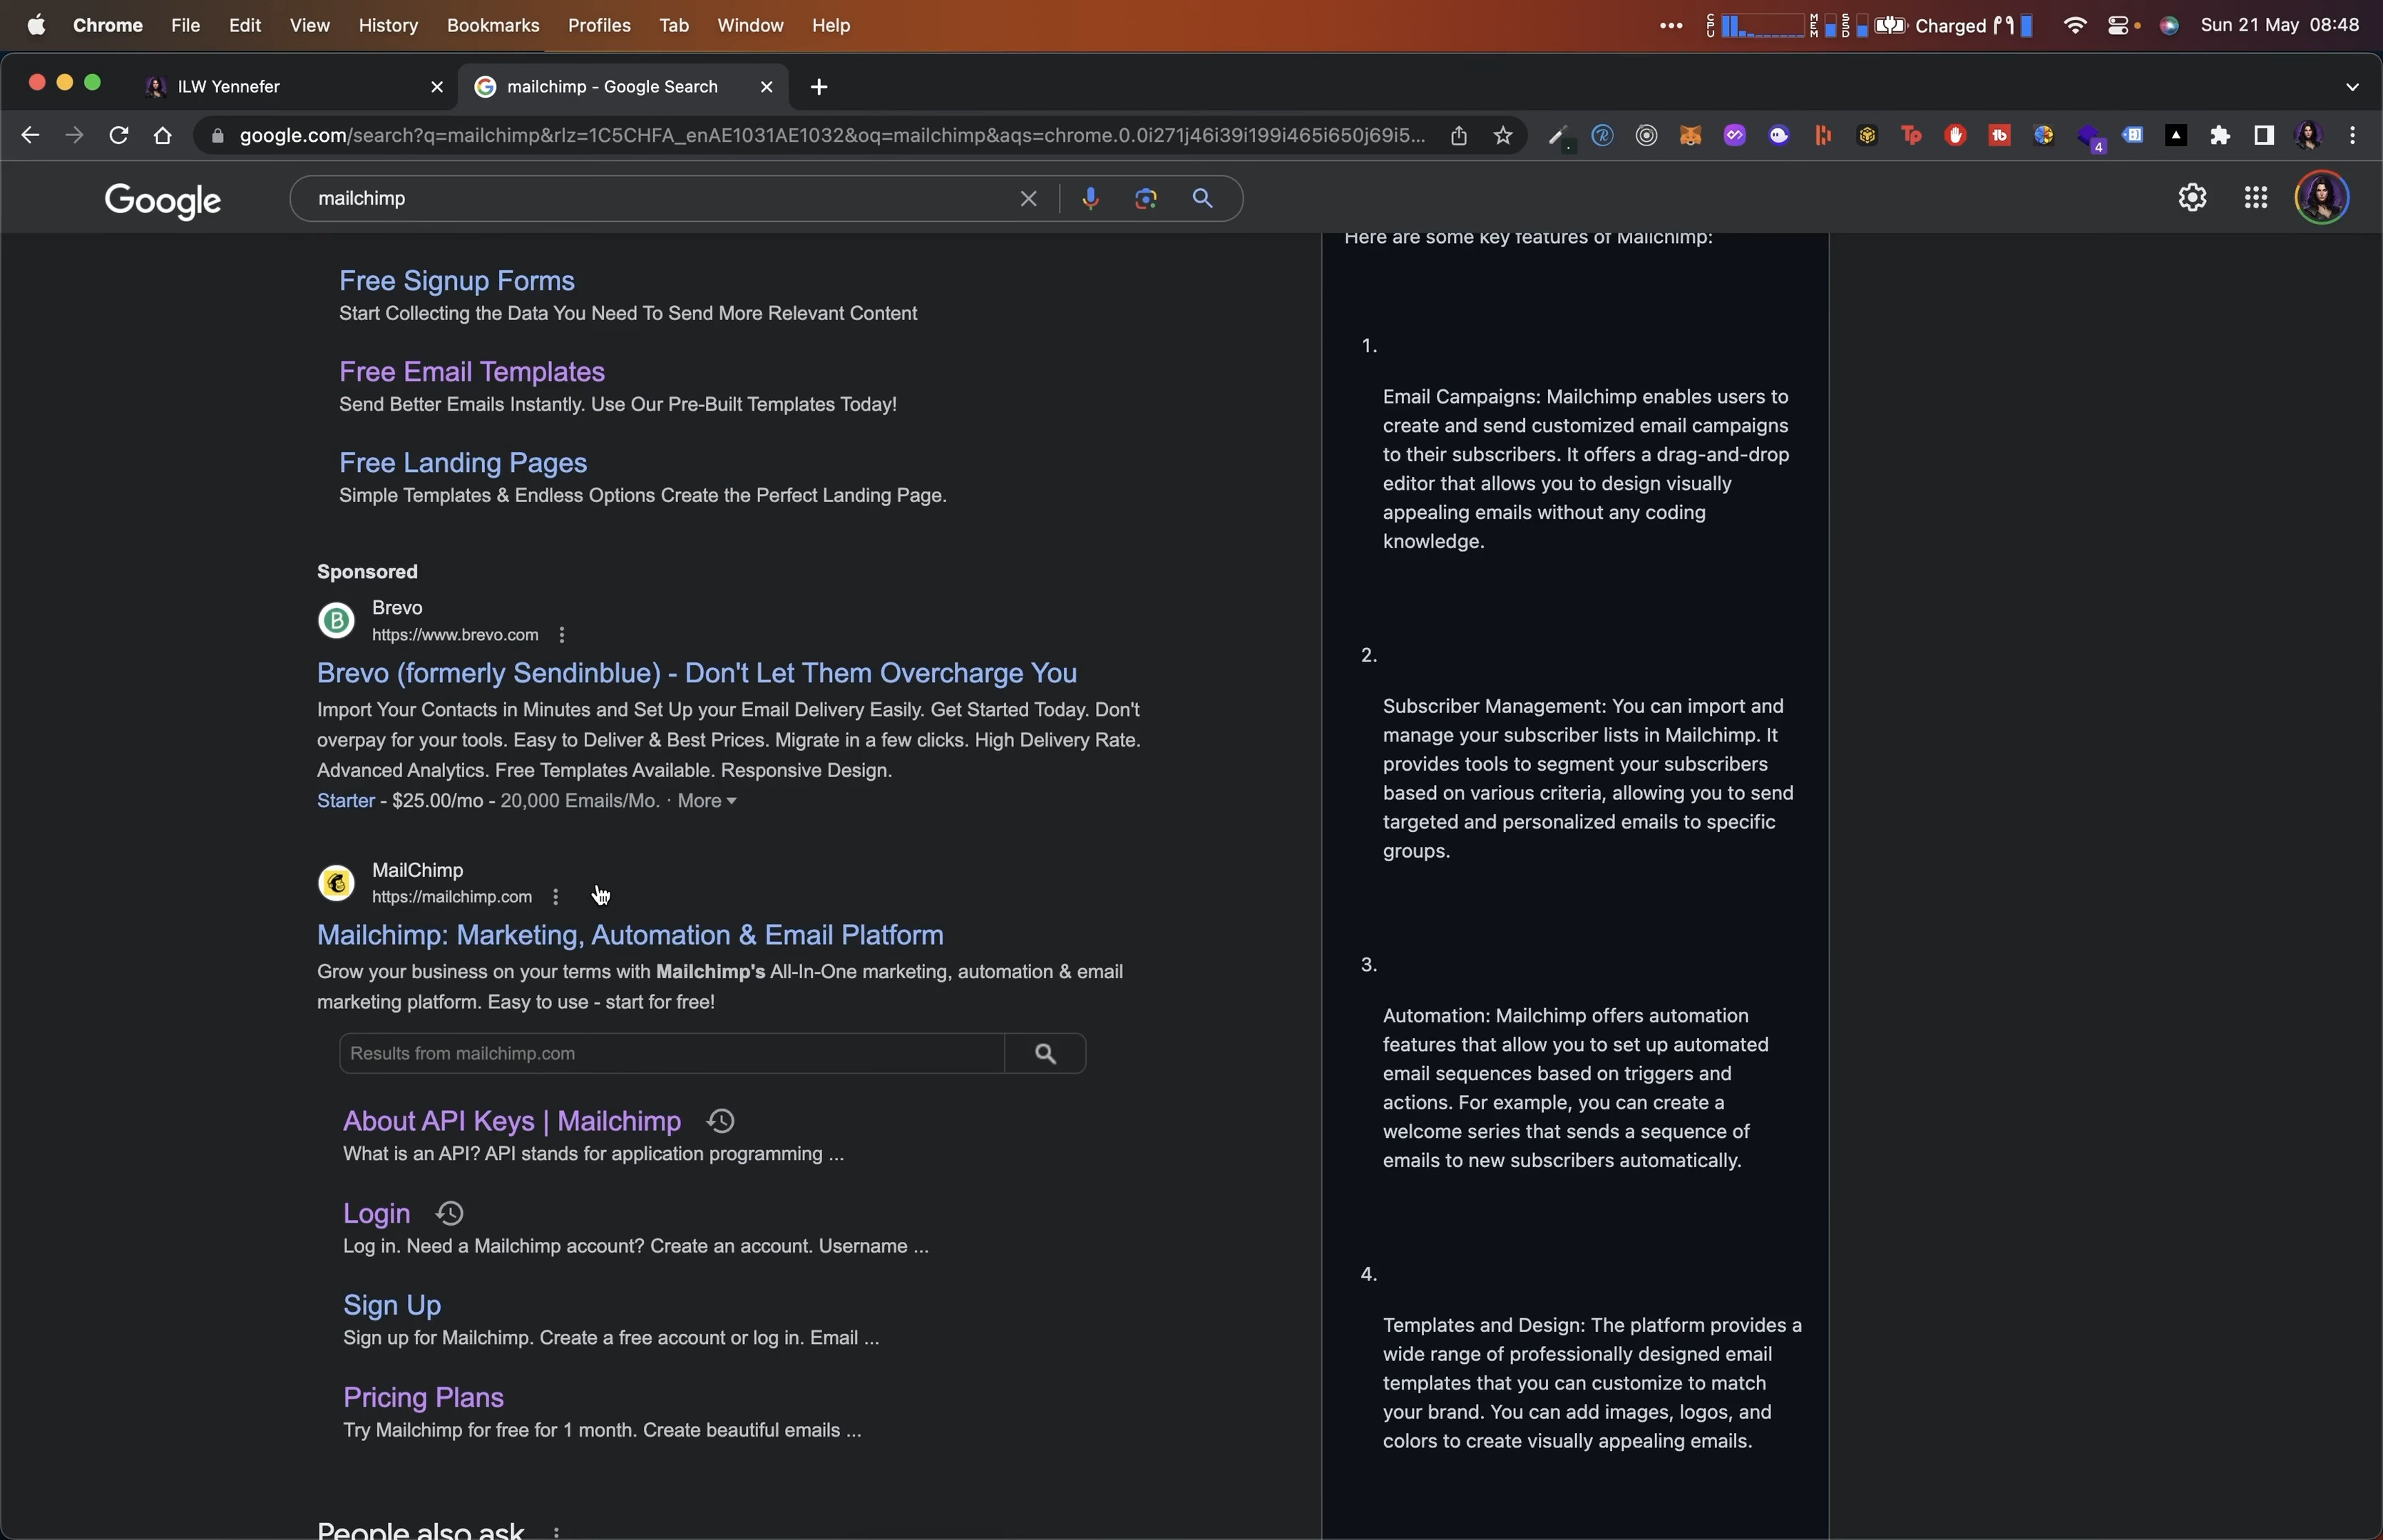 Chrome File Edit View History Bookmarks Profiles Tab Window Help
CPU MEM SSD Charged Sun 21 May 08:48
ILW Yennefer
mailchimp - Google Search
google.com/search?q=mailchimp&rlz=1C5CHFA_enAE1031AE1032&oq=mailchimp&aqs=chrome.0.0i271j46i39i199i465i650j69i5...
4
Google
mailchimp
Free Signup Forms
Start Collecting the Data You Need To Send More Relevant Content
Free Email Templates
Send Better Emails Instantly. Use Our Pre-Built Templates Today!
Free Landing Pages
Simple Templates & Endless Options Create the Perfect Landing Page.
Sponsored
B
Brevo
https://www.brevo.com
Brevo (formerly Sendinblue) - Don't Let Them Overcharge You
Import Your Contacts in Minutes and Set Up your Email Delivery Easily. Get Started Today. Don't
overpay for your tools. Easy to Deliver & Best Prices. Migrate in a few clicks. High Delivery Rate.
Advanced Analytics. Free Templates Available. Responsive Design.
Starter - $25.00/mo - 20,000 Emails/Mo. · More
MailChimp
https://mailchimp.com
Mailchimp: Marketing, Automation & Email Platform
Grow your business on your terms with Mailchimp's All-In-One marketing, automation & email
marketing platform. Easy to use - start for free!
Results from mailchimp.com
About API Keys | Mailchimp
What is an API? API stands for application programming ...
Login
Log in. Need a Mailchimp account? Create an account. Username ...
Sign Up
Sign up for Mailchimp. Create a free account or log in. Email ...
Pricing Plans
Try Mailchimp for free for 1 month. Create beautiful emails ...
People also ask
Here are some key features of Mailchimp:
1.
Email Campaigns: Mailchimp enables users to
create and send customized email campaigns
to their subscribers. It offers a drag-and-drop
editor that allows you to design visually
appealing emails without any coding
knowledge.
2.
Subscriber Management: You can import and
manage your subscriber lists in Mailchimp. It
provides tools to segment your subscribers
based on various criteria, allowing you to send
targeted and personalized emails to specific
groups.
3.
Automation: Mailchimp offers automation
features that allow you to set up automated
email sequences based on triggers and
actions. For example, you can create a
welcome series that sends a sequence of
emails to new subscribers automatically.
4.
Templates and Design: The platform provides a
wide range of professionally designed email
templates that you can customize to match
your brand. You can add images, logos, and
colors to create visually appealing emails.